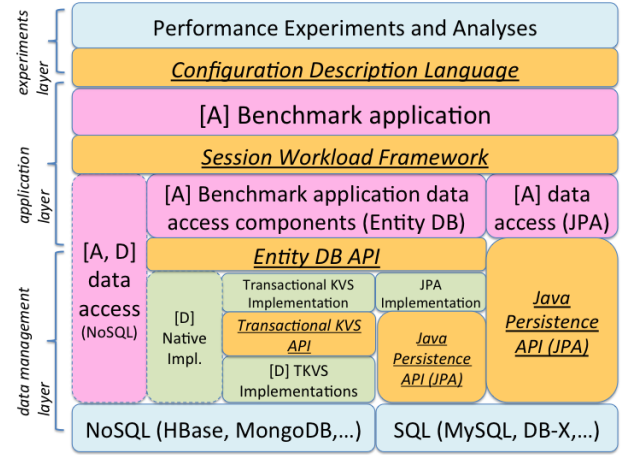 experiments
layer
Performance Experiments and Analyses
Configuration Description Language
application
layer
[A] Benchmark application
Session Workload Framework
[A] Benchmark application data
access components (Entity DB)
[A] data
access (JPA)
[A, D]
data
access
(NoSQL)
Entity DB API
data management
layer
[D]
Native
Impl.
Transactional KVS
Implementation
Transactional KVS
API
[D] TKVS
Implementations
JPA
Implementation
Java
Persistence
API (JPA)
Java
Persistence
API (JPA)
NoSQL (HBase, MongoDB,...)
SQL (MySQL, DB-X,...)